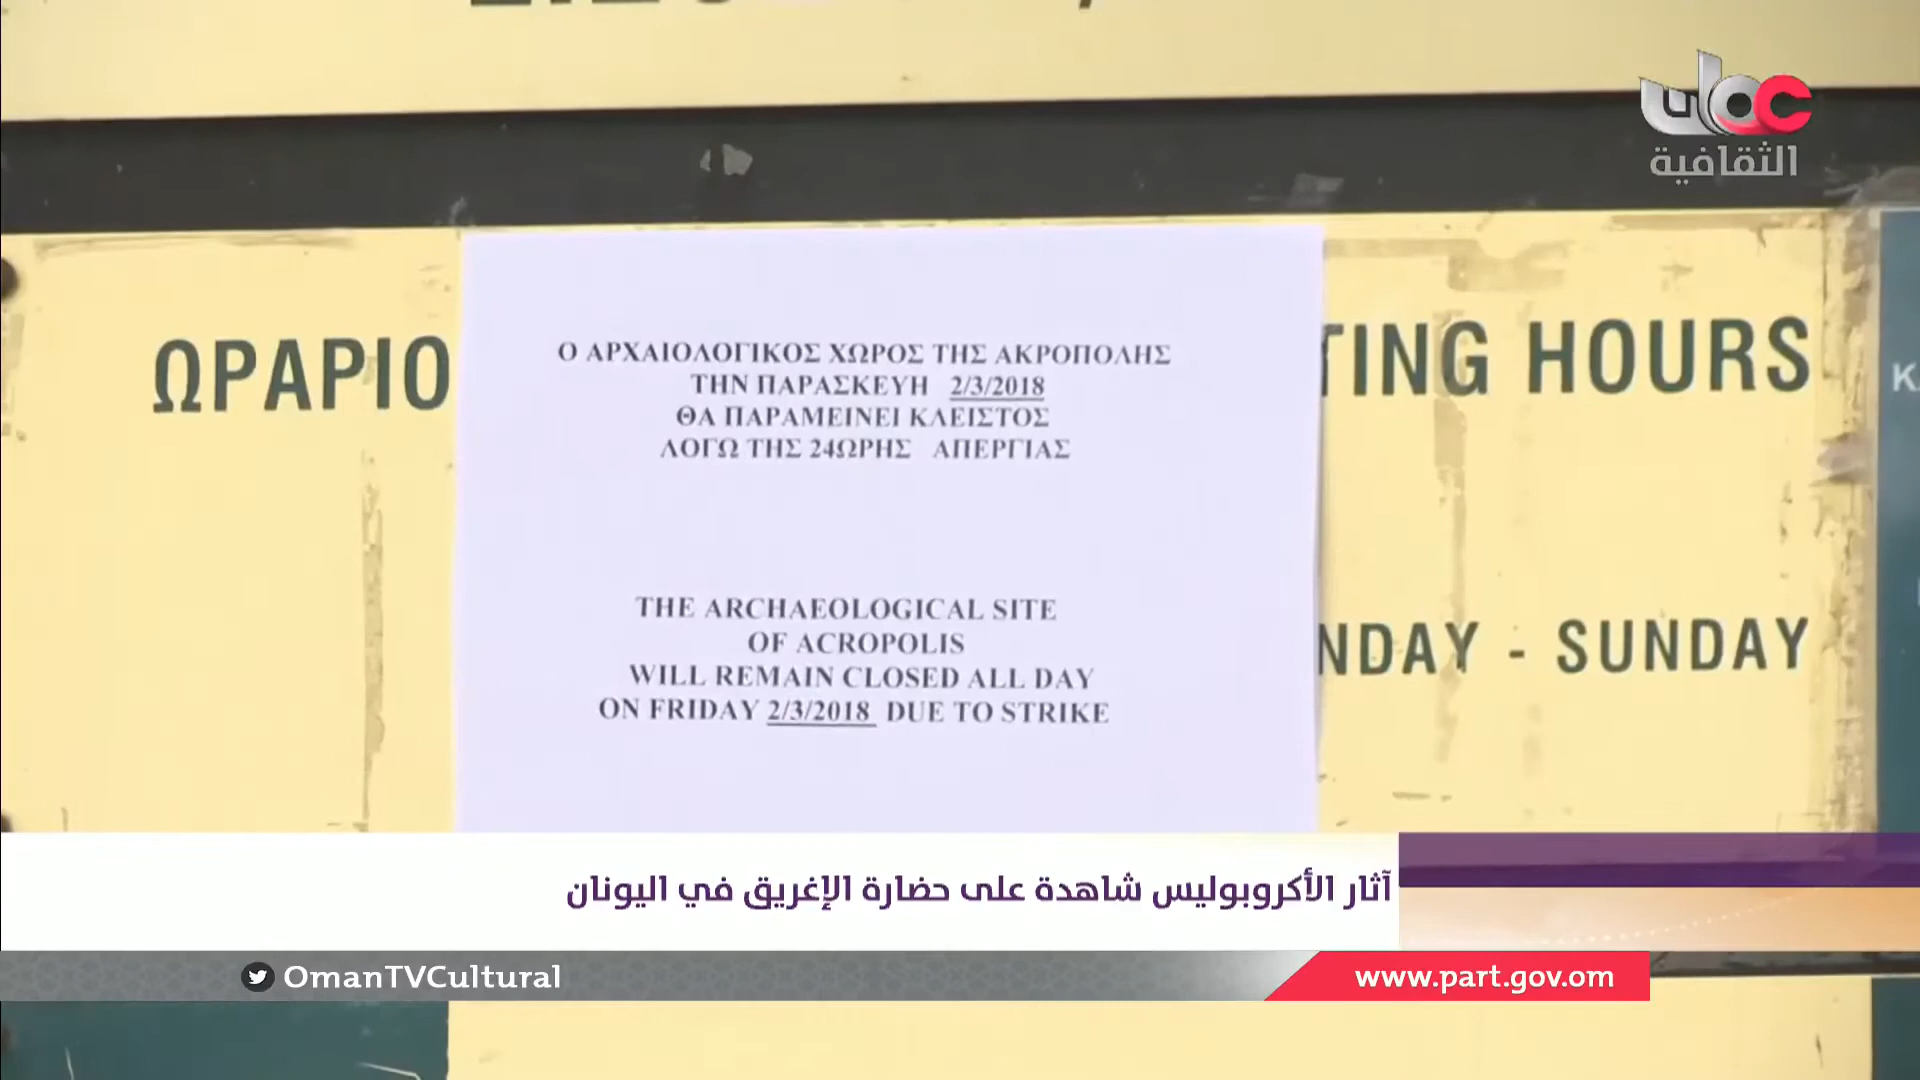 عمان
الثقافية
ΩΡΑΡΙΟ
TING HOURS
Ο ΑΡΧΑΙΟΛΟΓΙΚΟΣ ΧΩΡΟΣ ΤΗΣ ΑΚΡΟΠΟΛΗΣ
ΤΗΝ ΠΑΡΑΣΚΕΥΗ 2/3/2018
ΘΑ ΠΑΡΑΜΕΙΝΕΙ ΚΛΕΙΣΤΟΣ
ΛΟΓΩ ΤΗΣ 24ΩΡΗΣ ΑΠΕΡΓΙΑΣ
THE ARCHAEOLOGICAL SITE
OF ACROPOLIS
WILL REMAIN CLOSED ALL DAY
ON FRIDAY 2/3/2018 DUE TO STRIKE
NDAY - SUNDAY
آثار الأكروبوليس شاهدة على حضارة الإغريق في اليونان
OmanTVCultural
www.part.gov.om